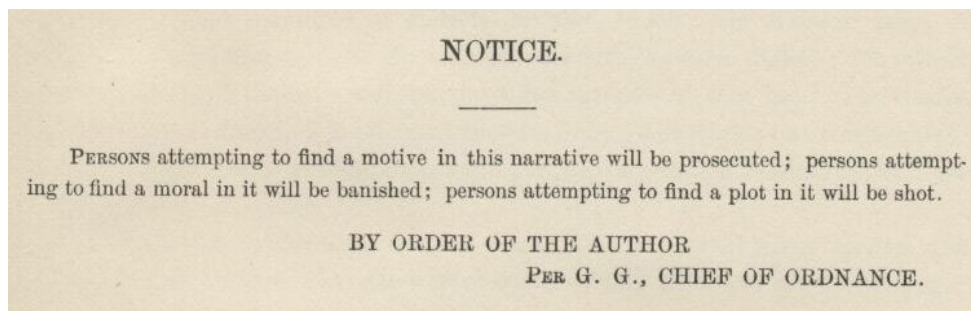 NOTICE.
PERSONS attempting to find a motive in this narrative will be prosecuted; persons attempt-
ing to find a moral in it will be banished; persons attempting to find a plot in it will be shot.
BY ORDER OF THE AUTHOR
PER G. G., CHIEF OF ORDNANCE.